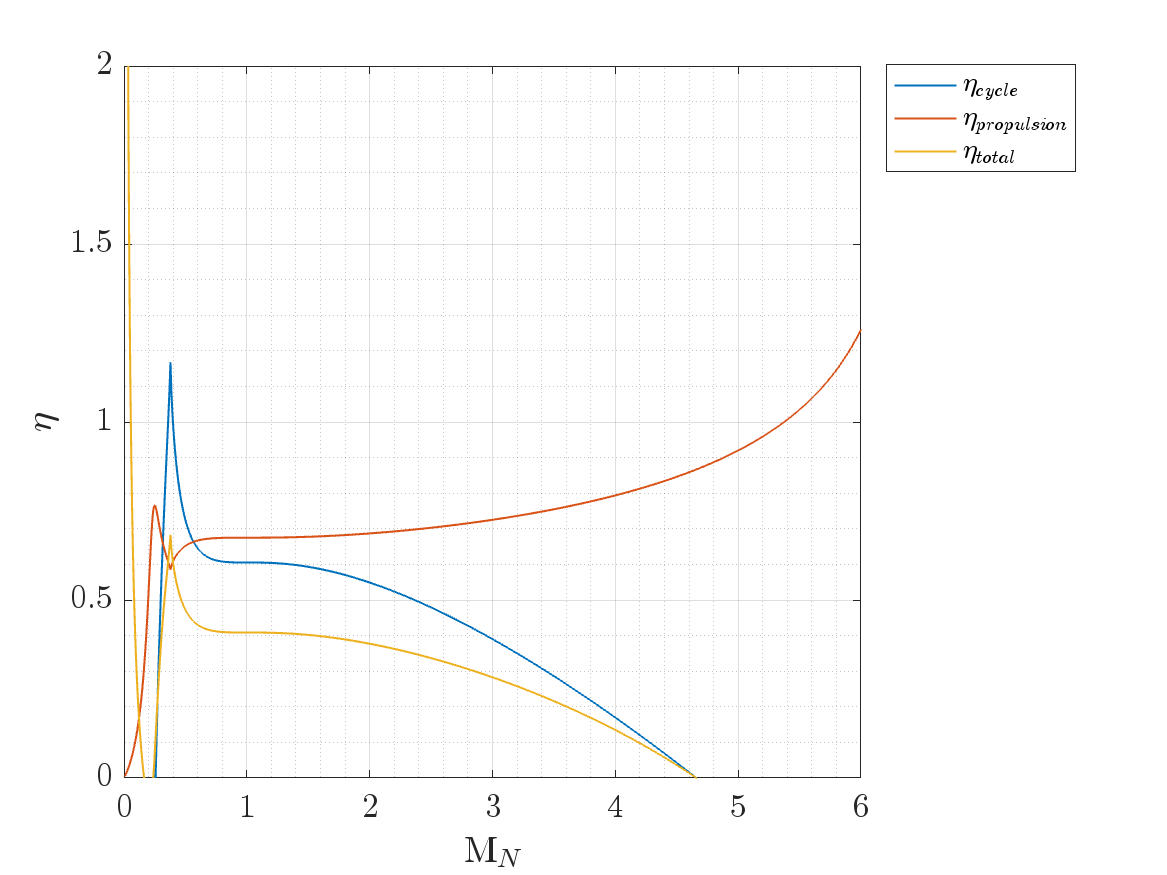 2
1.5
1
0.5
0
0 1 2 3 4 5 6
η
M_N
η_cycle
η_propulsion
η_total